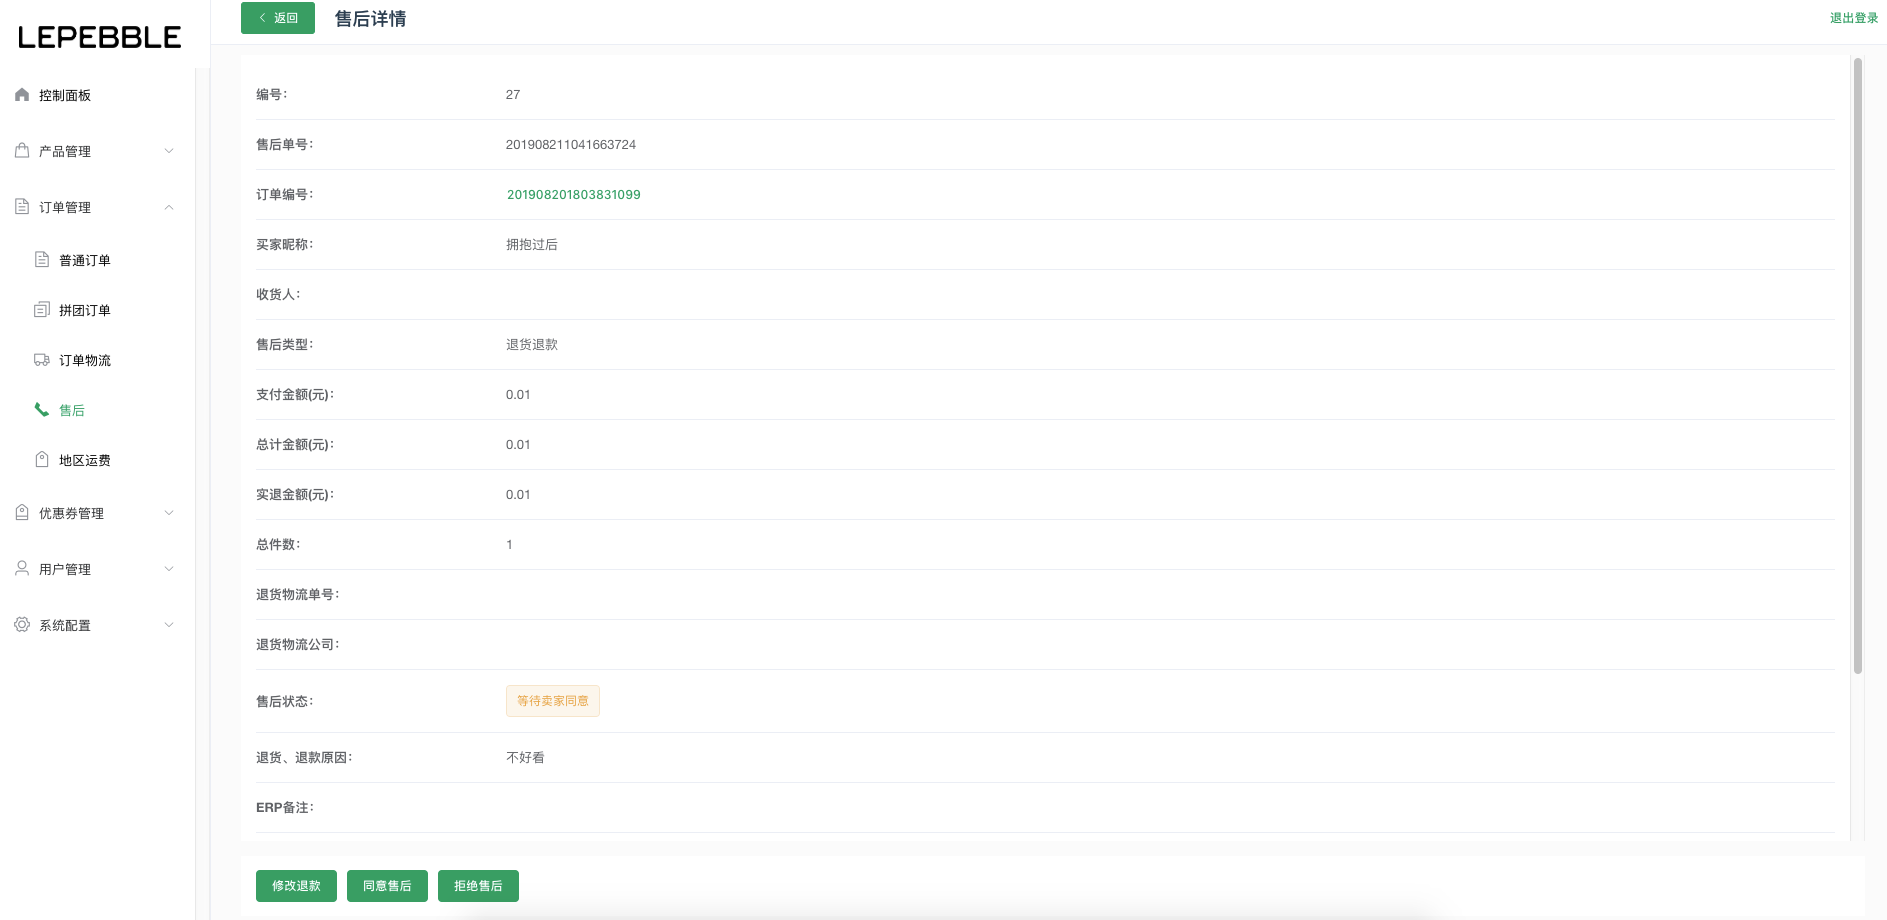 LEPEBBLE
控制面板
产品管理
订单管理
普通订单
拼团订单
订单物流
售后
地区运费
优惠券管理
用户管理
系统配置
返回 售后详情 退出登录
编号: 27
售后单号: 201908211041663724
订单编号: 201908201803831099
买家昵称: 拥抱过后
收货人:
售后类型: 退货退款
支付金额(元): 0.01
总计金额(元): 0.01
实退金额(元): 0.01
总件数: 1
退货物流单号:
退货物流公司:
售后状态: 等待卖家同意
退货、退款原因: 不好看
ERP备注:
修改退款 同意售后 拒绝售后